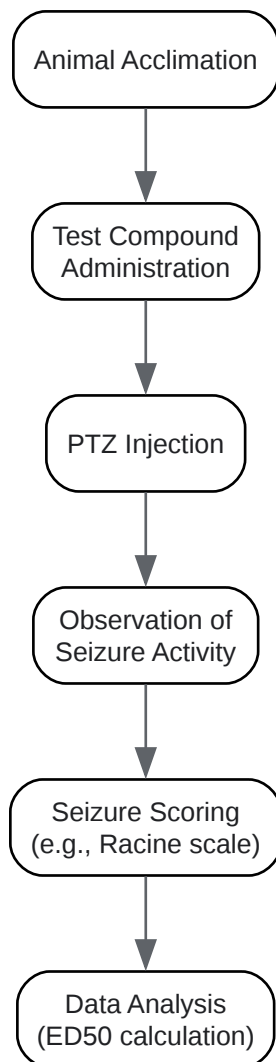 Animal Acclimation
Test Compound
Administration
PTZ Injection
Observation of
Seizure Activity
Seizure Scoring
(e.g., Racine scale)
Data Analysis
(ED50 calculation)